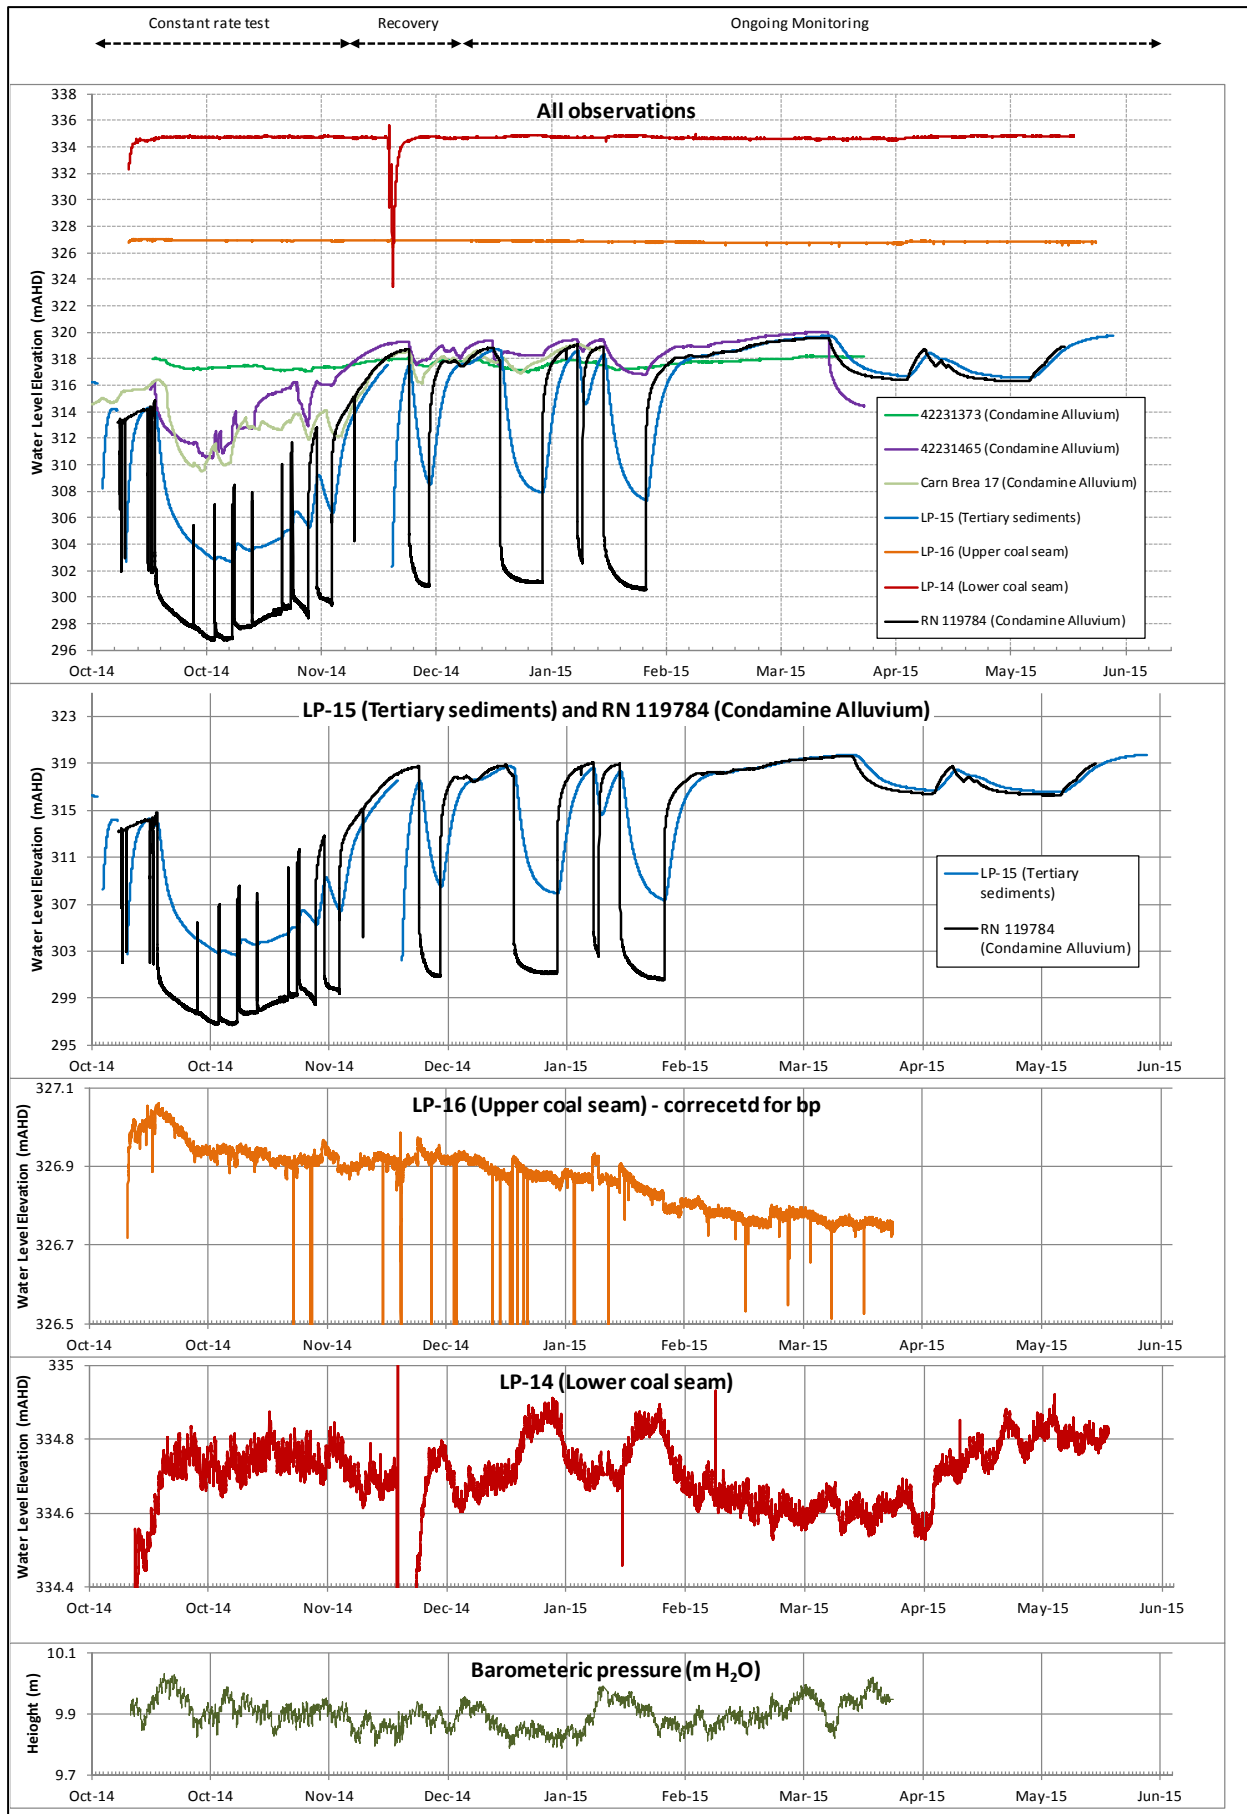 Constant rate test Recovery Ongoing Monitoring
All observations
Water Level Elevation (mAHD)
338
336
334
332
330
328
326
324
322
320
318
316
314
312
310
308
306
304
302
300
298
296
42231373 (Condamine Alluvium)
42231465 (Condamine Alluvium)
Carn Brea 17 (Condamine Alluvium)
LP-15 (Tertiary sediments)
LP-16 (Upper coal seam)
LP-14 (Lower coal seam)
RN 119784 (Condamine Alluvium)
Oct-14 Oct-14 Nov-14 Dec-14 Jan-15 Feb-15 Mar-15 Apr-15 May-15 Jun-15
LP-15 (Tertiary sediments) and RN 119784 (Condamine Alluvium)
Water Level Elevation (mAHD)
323
319
315
311
307
303
299
295
LP-15 (Tertiary
sediments)
RN 119784
(Condamine Alluvium)
Oct-14 Oct-14 Nov-14 Dec-14 Jan-15 Feb-15 Mar-15 Apr-15 May-15 Jun-15
LP-16 (Upper coal seam) - correcetd for bp
Water Level Elevation (mAHD)
327.1
326.9
326.7
326.5
Oct-14 Oct-14 Nov-14 Dec-14 Jan-15 Feb-15 Mar-15 Apr-15 May-15 Jun-15
LP-14 (Lower coal seam)
Water Level Elevation (mAHD)
335
334.8
334.6
334.4
Oct-14 Oct-14 Nov-14 Dec-14 Jan-15 Feb-15 Mar-15 Apr-15 May-15 Jun-15
Barometeric pressure (m H₂O)
Heioght (m)
10.1
9.9
9.7
Oct-14 Oct-14 Nov-14 Dec-14 Jan-15 Feb-15 Mar-15 Apr-15 May-15 Jun-15